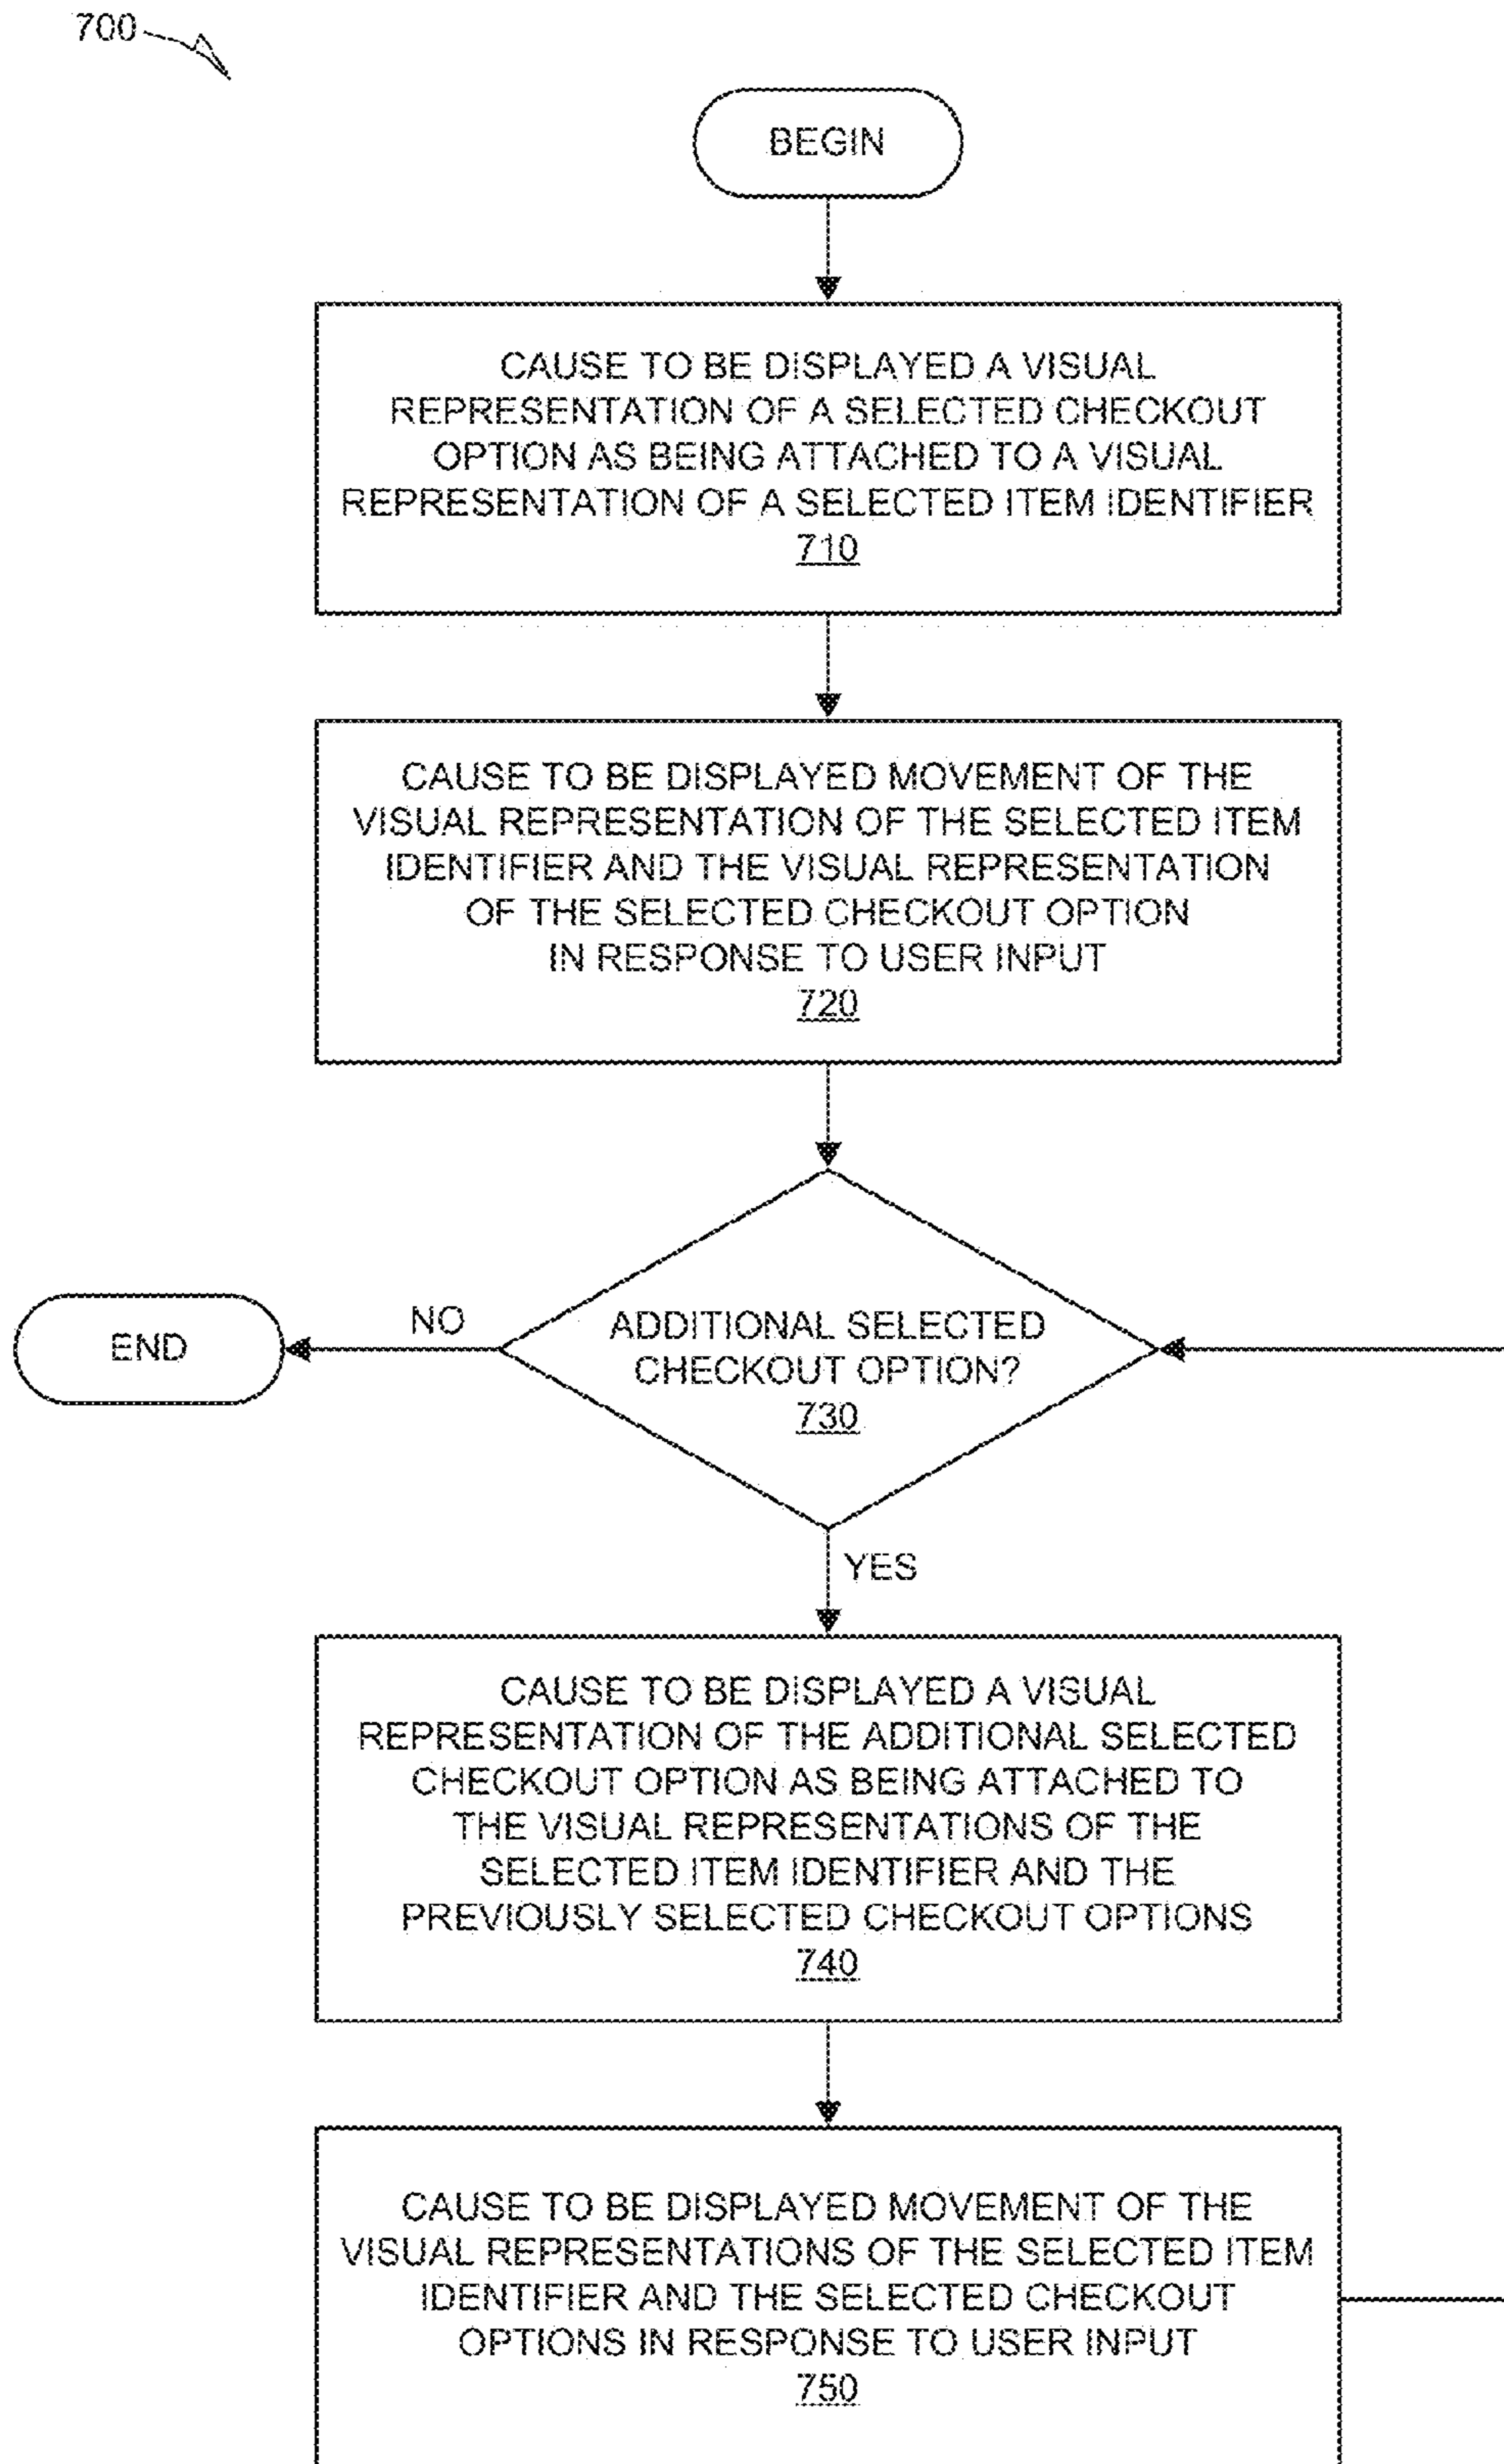 700
BEGIN
CAUSE TO BE DISPLAYED A VISUAL
REPRESENTATION OF A SELECTED CHECKOUT
OPTION AS BEING ATTACHED TO A VISUAL
REPRESENTATION OF A SELECTED ITEM IDENTIFIER
710
CAUSE TO BE DISPLAYED MOVEMENT OF THE
VISUAL REPRESENTATION OF THE SELECTED ITEM
IDENTIFIER AND THE VISUAL REPRESENTATION
OF THE SELECTED CHECKOUT OPTION
IN RESPONSE TO USER INPUT
720
END
NO
ADDITIONAL SELECTED
CHECKOUT OPTION?
730
YES
CAUSE TO BE DISPLAYED A VISUAL
REPRESENTATION OF THE ADDITIONAL SELECTED
CHECKOUT OPTION AS BEING ATTACHED TO
THE VISUAL REPRESENTATIONS OF THE
SELECTED ITEM IDENTIFIER AND THE
PREVIOUSLY SELECTED CHECKOUT OPTIONS
740
CAUSE TO BE DISPLAYED MOVEMENT OF THE
VISUAL REPRESENTATIONS OF THE SELECTED ITEM
IDENTIFIER AND THE SELECTED CHECKOUT
OPTIONS IN RESPONSE TO USER INPUT
750